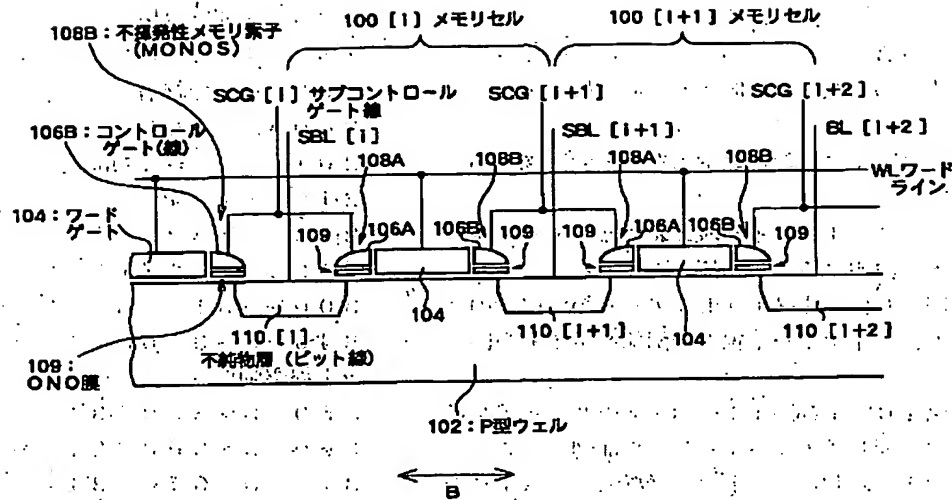 100 [i] メモリセル
100 [i+1] メモリセル
108B：不揮発性メモリ素子
(MONOS)
SCG [i] サブコントロール
ゲート線
SCG [i+1]
SCG [i+2]
106B：コントロール
ゲート(線)
SBL [i]
108A
108B
SBL [i+1]
108A
108B
BL [i+2]
WLワード
ライン
104：ワード
ゲート
109
106A
106B
109
109
106A
106B
109
110 [i]
104
110 [i+1]
104
110 [i+2]
不純物層 (ビット線)
109：
ONO膜
102：P型ウェル
B